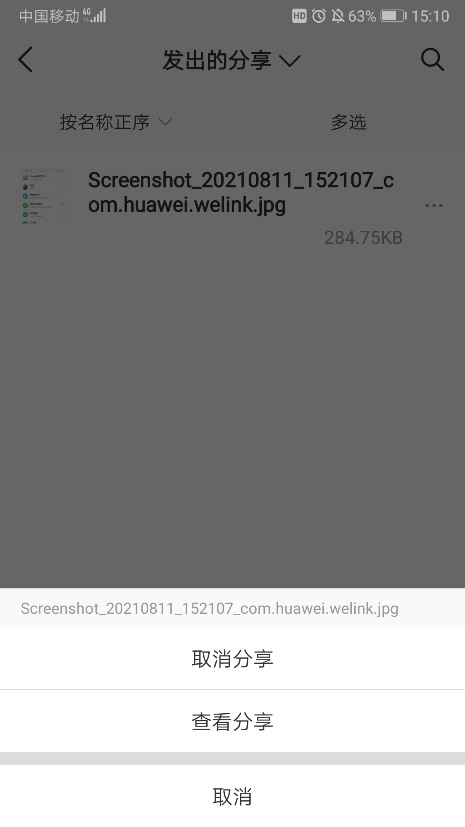 中国移动 4G HD 63% 15:10
发出的分享
按名称正序 多选
Screenshot_20210811_152107_c
om.huawei.welink.jpg
284.75KB
Screenshot_20210811_152107_com.huawei.welink.jpg
取消分享
查看分享
取消